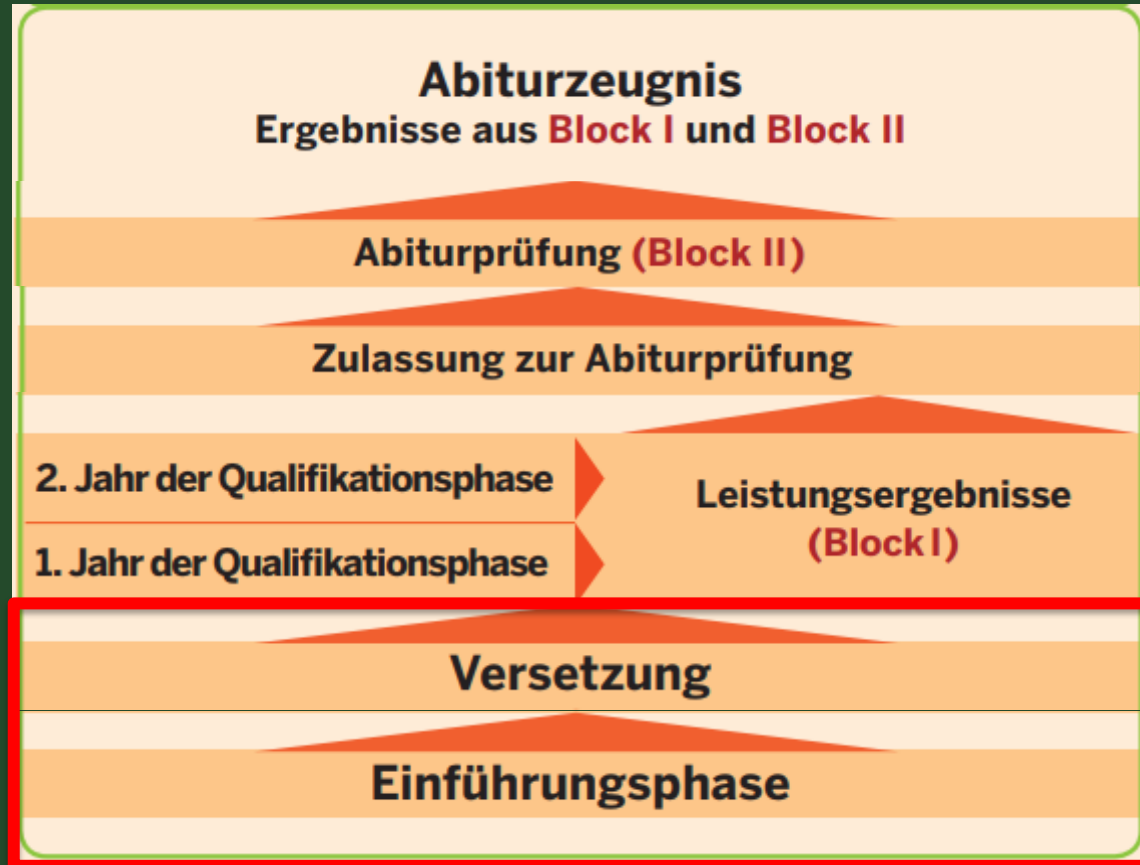 Abiturzeugnis
Ergebnisse aus Block I und Block II
Abiturprüfung (Block II)
Zulassung zur Abiturprüfung
2. Jahr der Qualifikationsphase
1. Jahr der Qualifikationsphase
Leistungsergebnisse
(Block I)
Versetzung
Einführungsphase